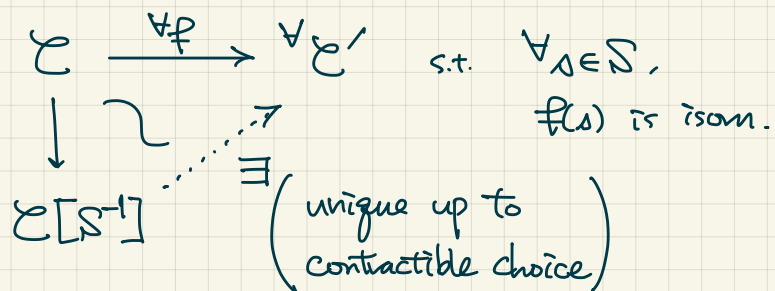 𝒞 —∀f→ ∀𝒞′ s.t. ∀s∈S,
f(s) is isom.
𝒞[S⁻¹] ∃ (unique up to
contractible choice)